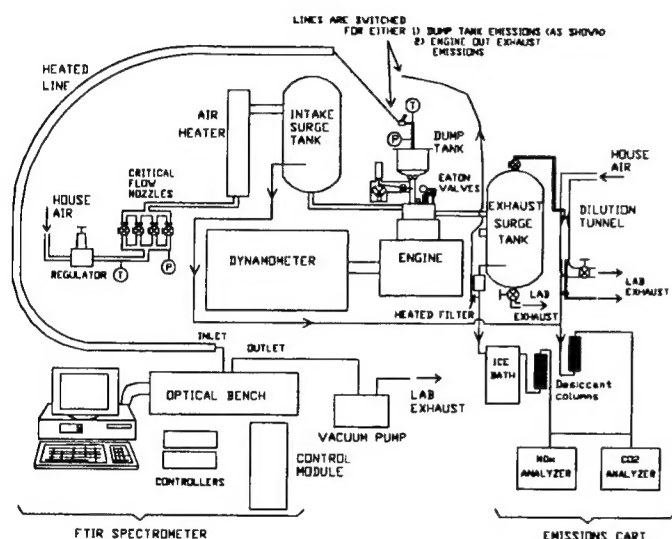 LINES ARE SWITCHED
FOR EITHER 1) DUMP TANK EMISSIONS (AS SHOWN)
2) ENGINE OUT EXHAUST
EMISSIONS
HEATED
LINE
AIR
HEATER
INTAKE
SURGE
TANK
T
P
DUMP
TANK
EATON
VALVES
HOUSE
AIR
CRITICAL
FLOW
NOZZLES
HOUSE
AIR
REGULATOR
T
P
EXHAUST
SURGE
TANK
DILUTION
TUNNEL
DYNAMOMETER
ENGINE
LAB
EXHAUST
LAB
EXHAUST
LAB EXHAUST
HEATED FILTER
INLET
OUTLET
OPTICAL BENCH
LAB
EXHAUST
VACUUM PUMP
ICE
BATH
Desiccant
columns
CONTROLLERS
CONTROL
MODULE
NOx
ANALYZER
CO2
ANALYZER
FTIR SPECTROMETER
EMISSIONS CART